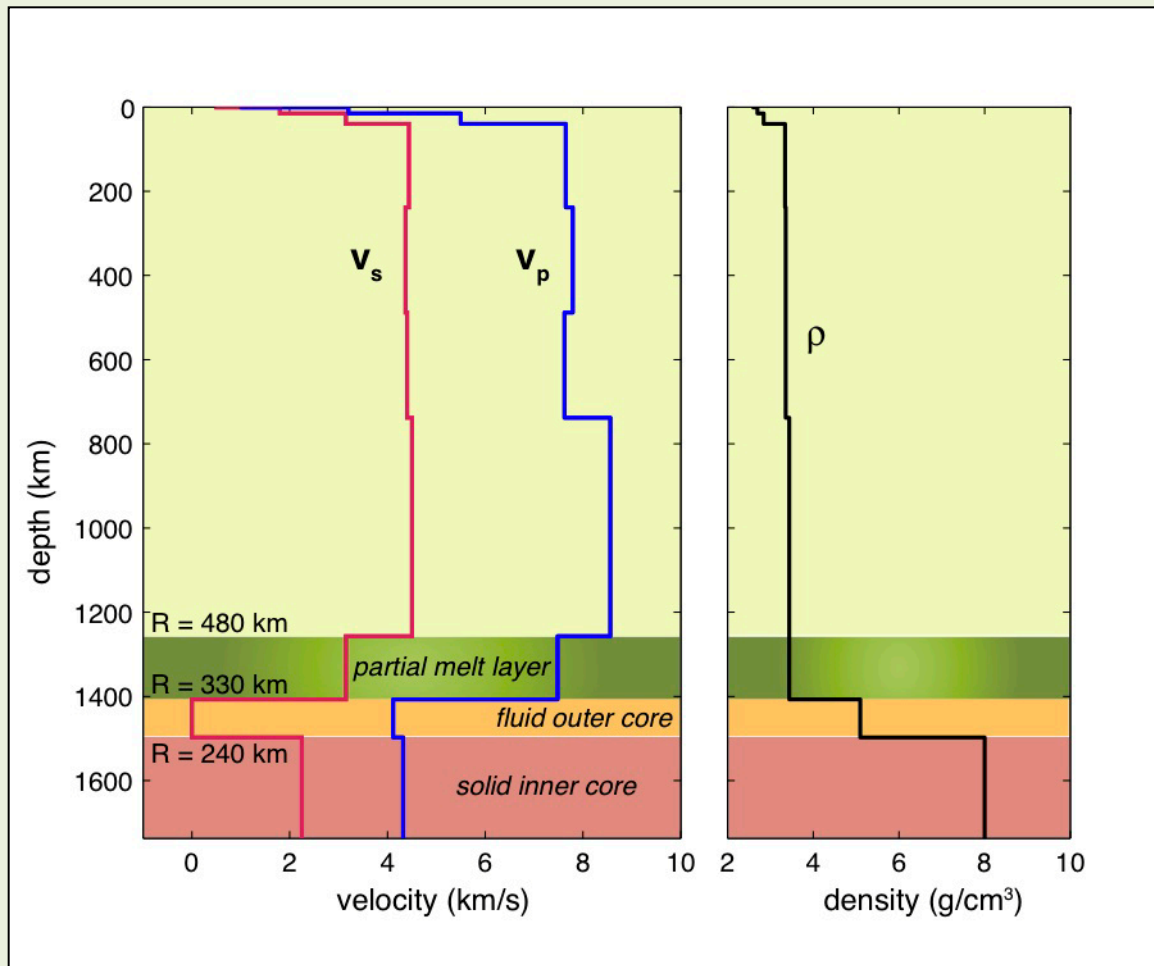 0
200
400
600
800
1000
1200
1400
1600
depth (km)
v_s
v_p
R = 480 km
partial melt layer
R = 330 km
fluid outer core
R = 240 km
solid inner core
0 2 4 6 8 10
velocity (km/s)
ρ
2 4 6 8 10
density (g/cm³)